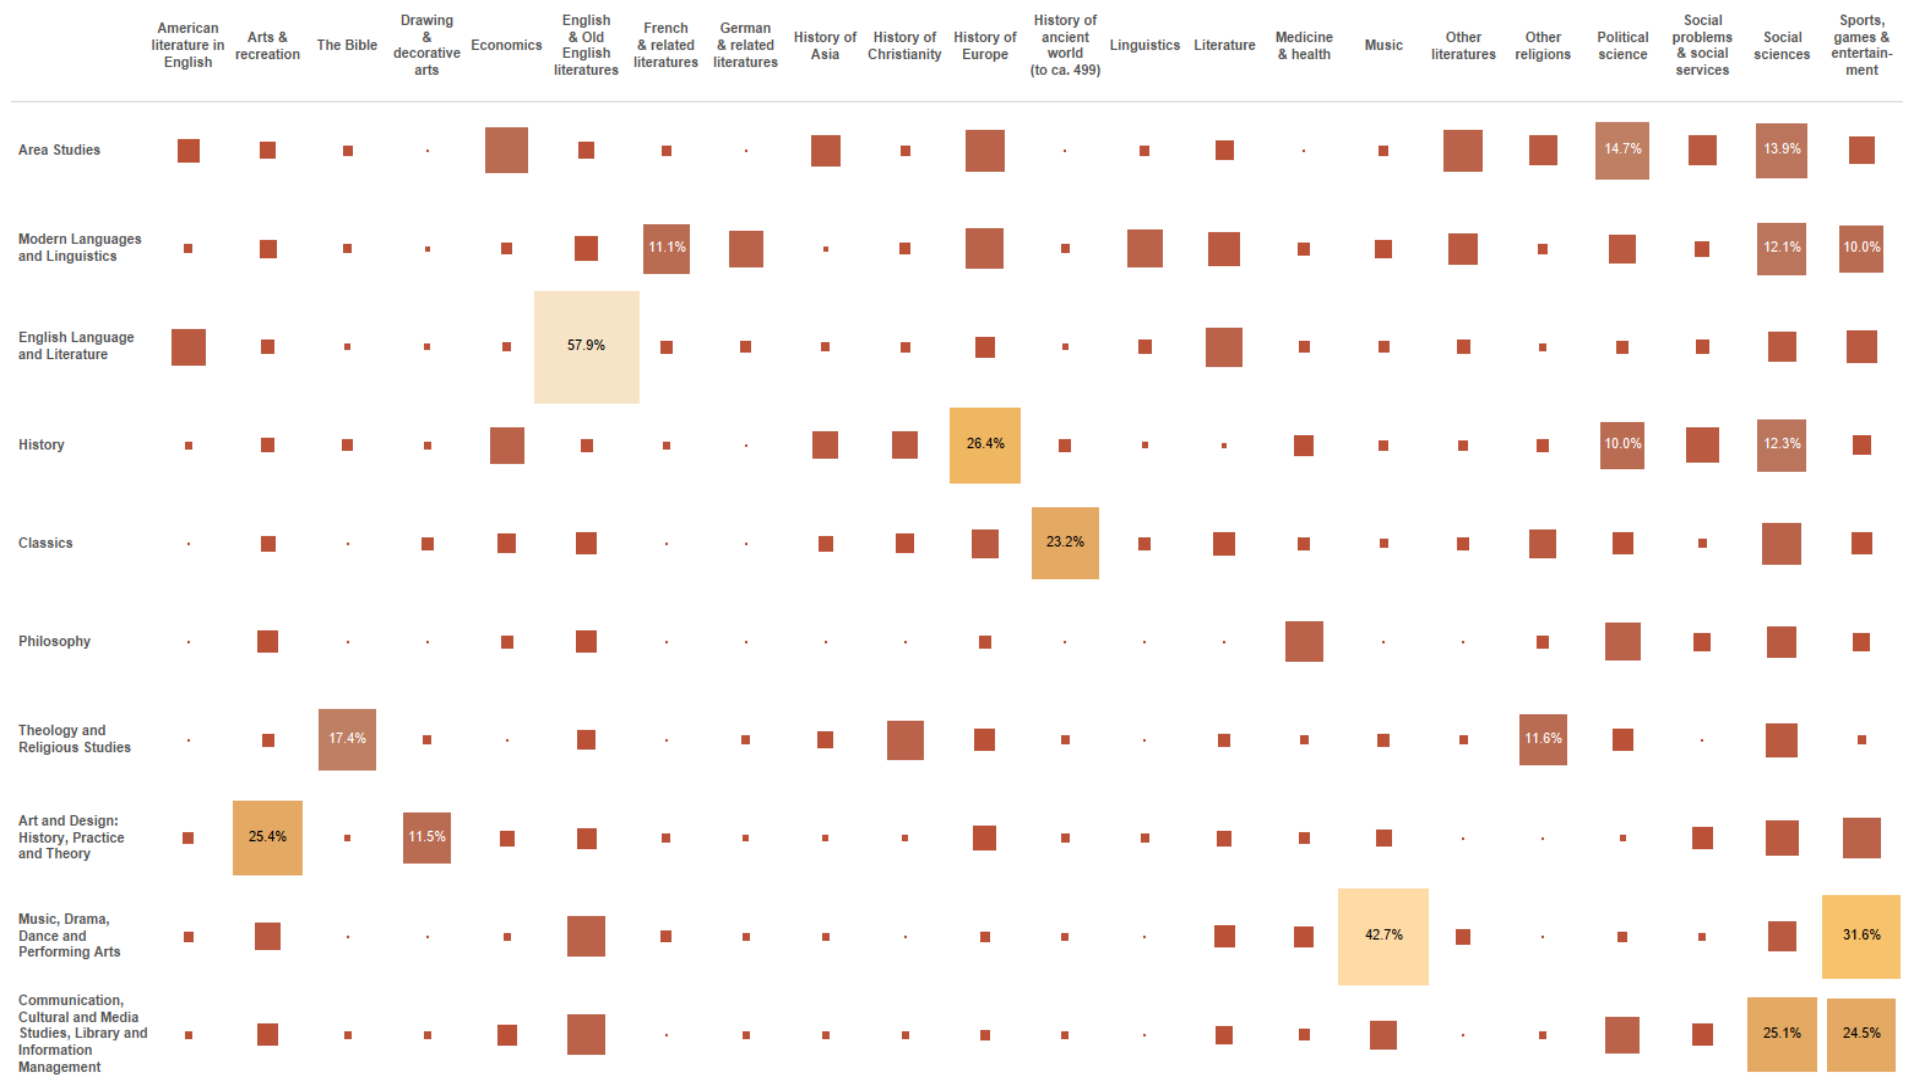 American
literature in
English
Arts &
recreation
The Bible
Drawing
&
decorative
arts
Economics
English
& Old
English
literatures
French
& related
literatures
German
& related
literatures
History of
Asia
History of
Christianity
History of
Europe
History of
ancient
world
(to ca. 499)
Linguistics
Literature
Medicine
& health
Music
Other
literatures
Other
religions
Political
science
Social
problems
& social
services
Social
sciences
Sports,
games &
entertain-
ment
Area Studies
14.7%
13.9%
Modern Languages
and Linguistics
11.1%
12.1%
10.0%
English Language
and Literature
57.9%
History
26.4%
10.0%
12.3%
Classics
23.2%
Philosophy
Theology and
Religious Studies
17.4%
11.6%
Art and Design:
History, Practice
and Theory
25.4%
11.5%
Music, Drama,
Dance and
Performing Arts
42.7%
31.6%
Communication,
Cultural and Media
Studies, Library and
Information
Management
25.1%
24.5%